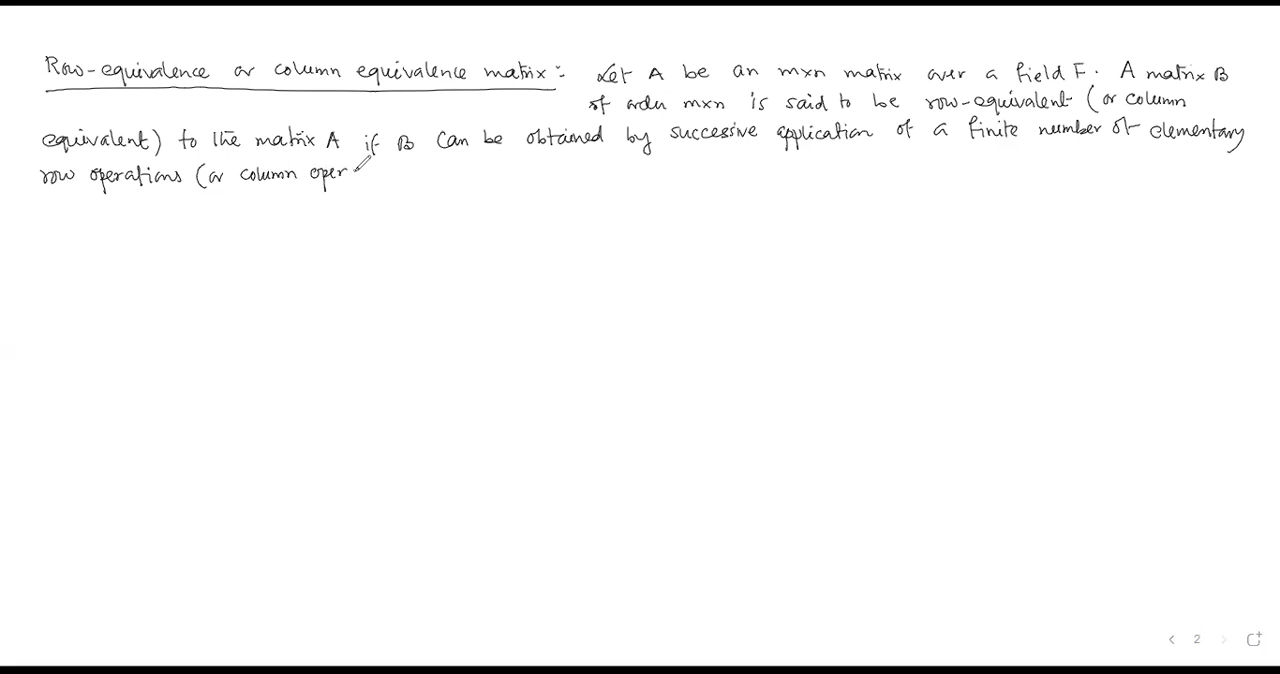 Row-equivalence or column equivalence matrix: Let A be an m×n matrix over a field F. A matrix B
of order m×n is said to be row-equivalent (or column
equivalent) to the matrix A if B can be obtained by successive application of a finite number of elementary
row operations (or column oper
2